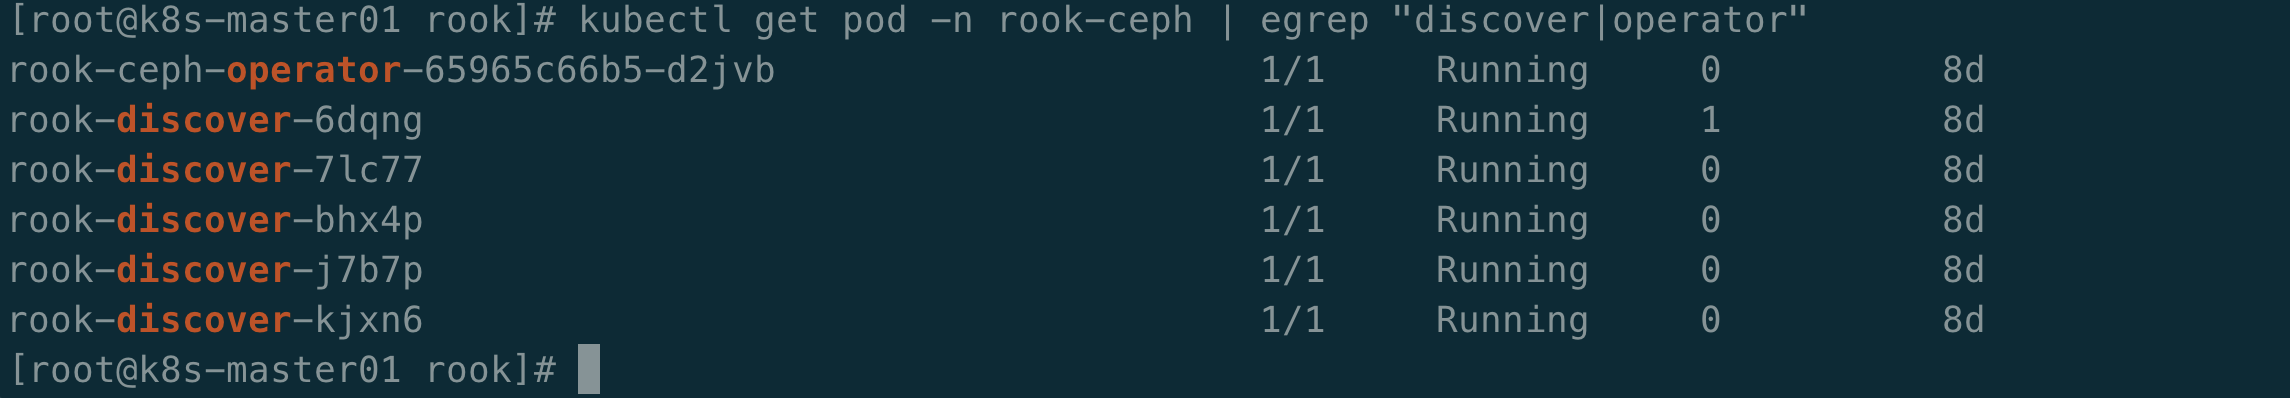 [root@k8s-master01 rook]# kubectl get pod -n rook-ceph | egrep "discover|operator"
rook-ceph-operator-65965c66b5-d2jvb 1/1 Running 0 8d
rook-discover-6dqng 1/1 Running 1 8d
rook-discover-7lc77 1/1 Running 0 8d
rook-discover-bhx4p 1/1 Running 0 8d
rook-discover-j7b7p 1/1 Running 0 8d
rook-discover-kjxn6 1/1 Running 0 8d
[root@k8s-master01 rook]#